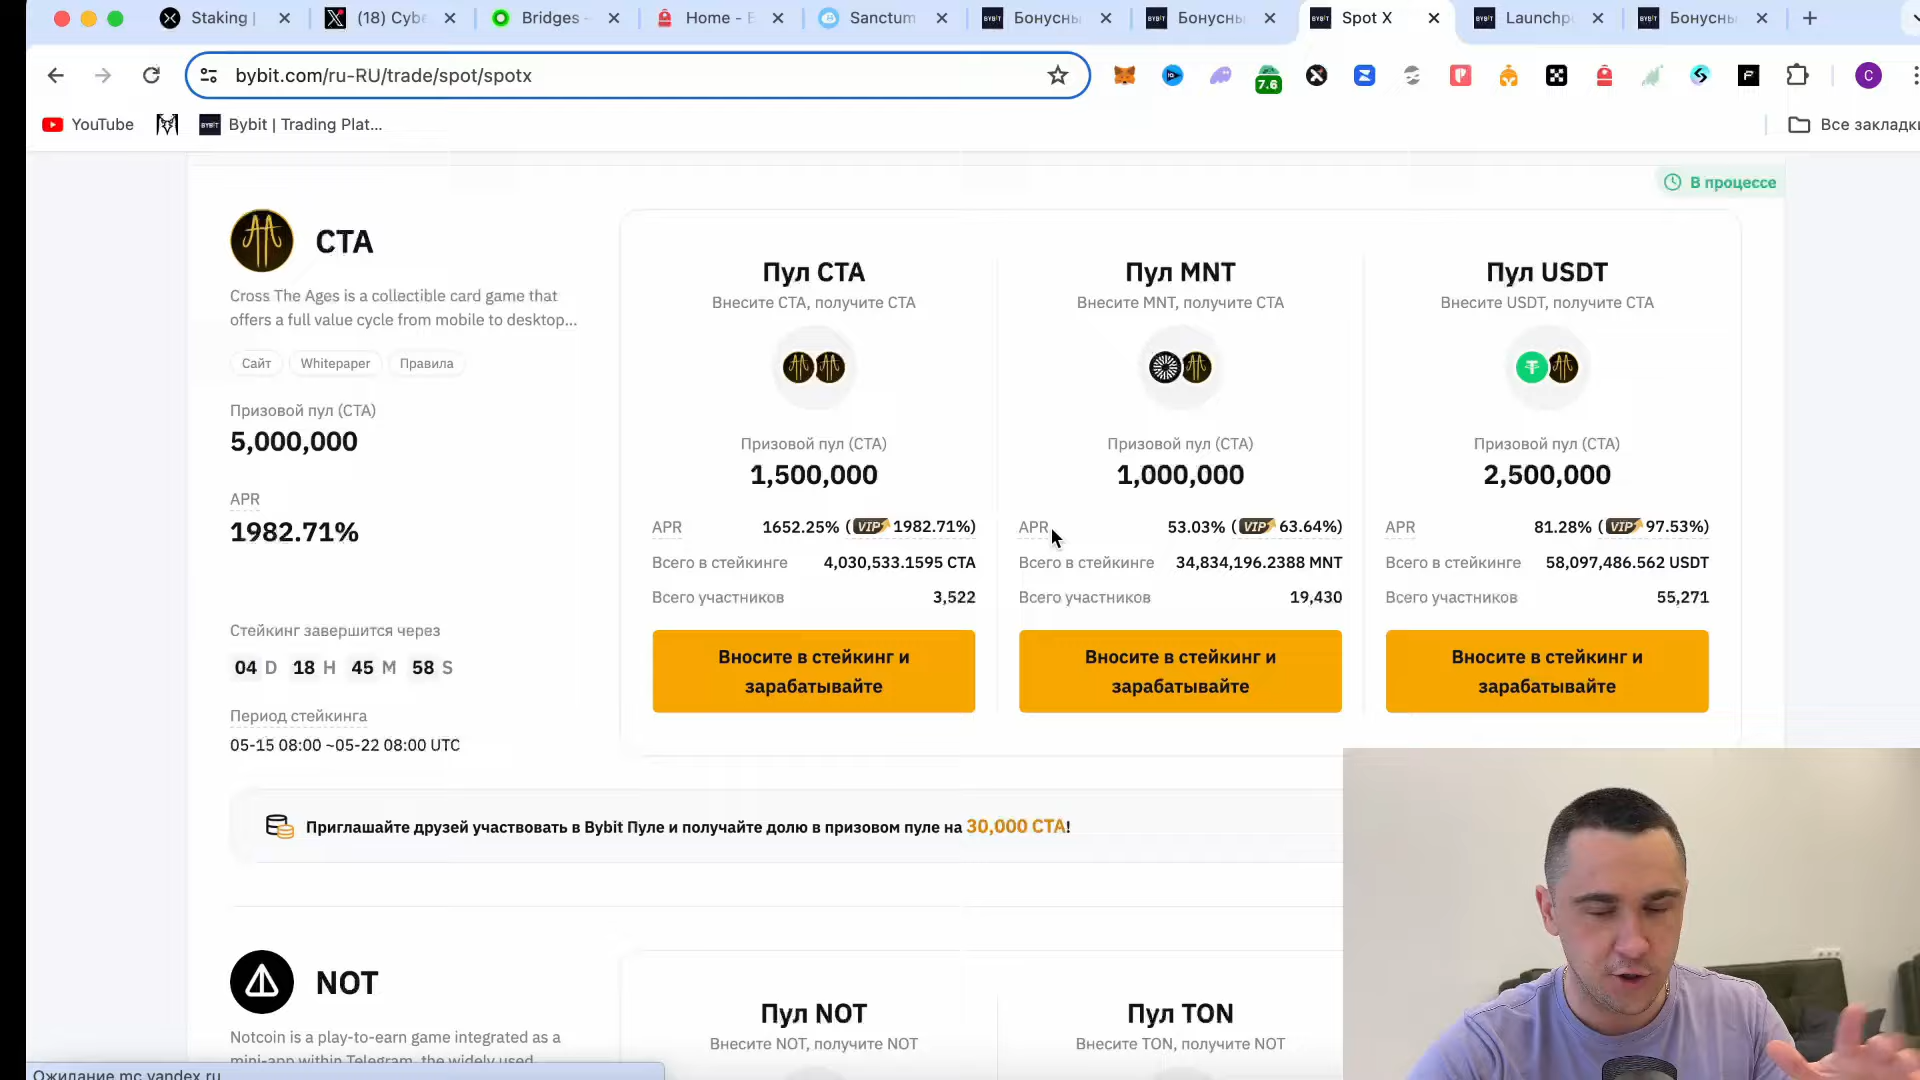 Staking |
(18) Cybe
Bridges -
Home - E
Sanctum
Бонусны
Бонусны
Spot X
Launchp
Бонусны
bybit.com/ru-RU/trade/spot/spotx
7.6
C
YouTube
Bybit | Trading Plat...
Все закладки
В процессе
CTA
Cross The Ages is a collectible card game that
offers a full value cycle from mobile to desktop...
Сайт
Whitepaper
Правила
Призовой пул (CTA)
5,000,000
APR
1982.71%
Стейкинг завершится через
04 D 18 H 45 M 58 S
Период стейкинга
05-15 08:00 ~05-22 08:00 UTC
Пул CTA
Внесите CTA, получите CTA
Призовой пул (CTA)
1,500,000
APR 1652.25% (VIP 1982.71%)
Всего в стейкинге 4,030,533.1595 CTA
Всего участников 3,522
Вносите в стейкинг и
зарабатывайте
Пул MNT
Внесите MNT, получите CTA
Призовой пул (CTA)
1,000,000
APR 53.03% (VIP 63.64%)
Всего в стейкинге 34,834,196.2388 MNT
Всего участников 19,430
Вносите в стейкинг и
зарабатывайте
Пул USDT
Внесите USDT, получите CTA
Призовой пул (CTA)
2,500,000
APR 81.28% (VIP 97.53%)
Всего в стейкинге 58,097,486.562 USDT
Всего участников 55,271
Вносите в стейкинг и
зарабатывайте
Приглашайте друзей участвовать в Bybit Пуле и получайте долю в призовом пуле на 30,000 CTA!
NOT
Notcoin is a play-to-earn game integrated as a
mini-app within Telegram, the widely used
Пул NOT
Внесите NOT, получите NOT
Пул TON
Внесите TON, получите NOT
Ожидание mc.yandex.ru